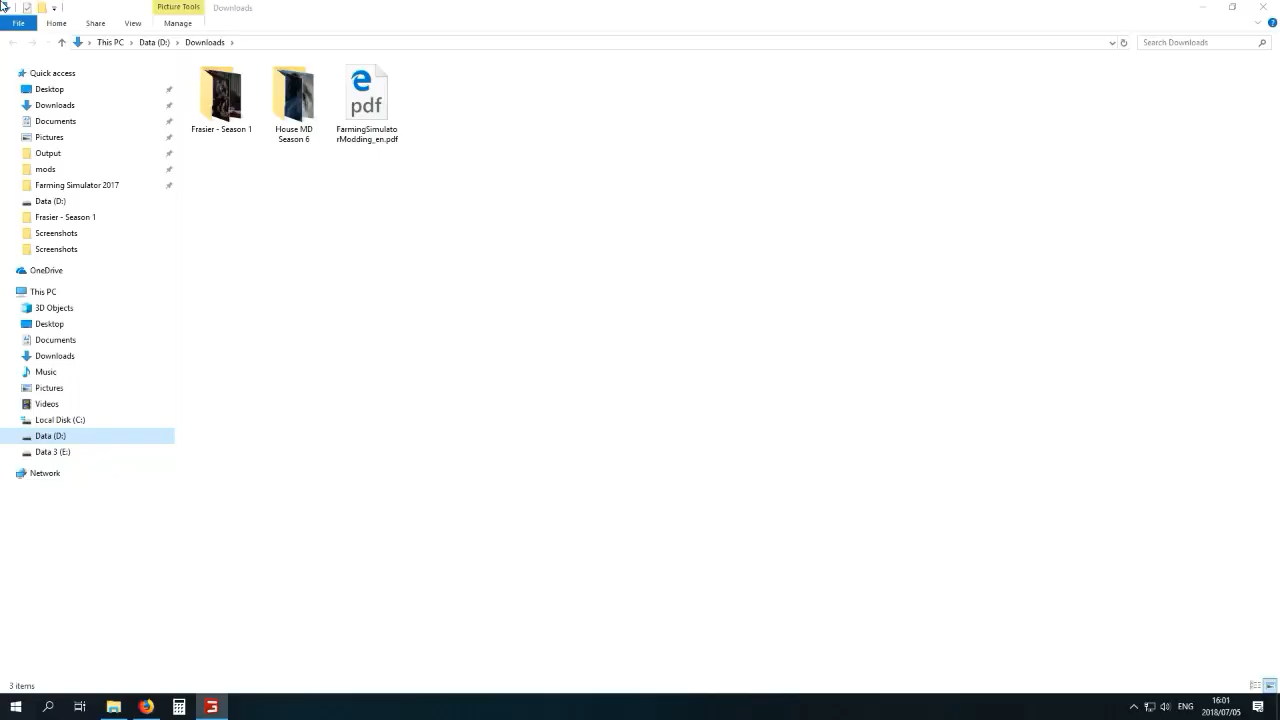 Picture Tools
Downloads
File
Home
Share
View
Manage
This PC
Data (D:)
Downloads
Search Downloads
Quick access
Desktop
Downloads
Documents
Pictures
Output
mods
Farming Simulator 2017
Data (D:)
Frasier - Season 1
Screenshots
Screenshots
OneDrive
This PC
3D Objects
Desktop
Documents
Downloads
Music
Pictures
Videos
Local Disk (C:)
Data (D:)
Data 3 (E:)
Network
Frasier - Season 1
House MD
Season 6
pdf
FarmingSimulato
rModding_en.pdf
3 items
ENG
16:01
2018/07/05